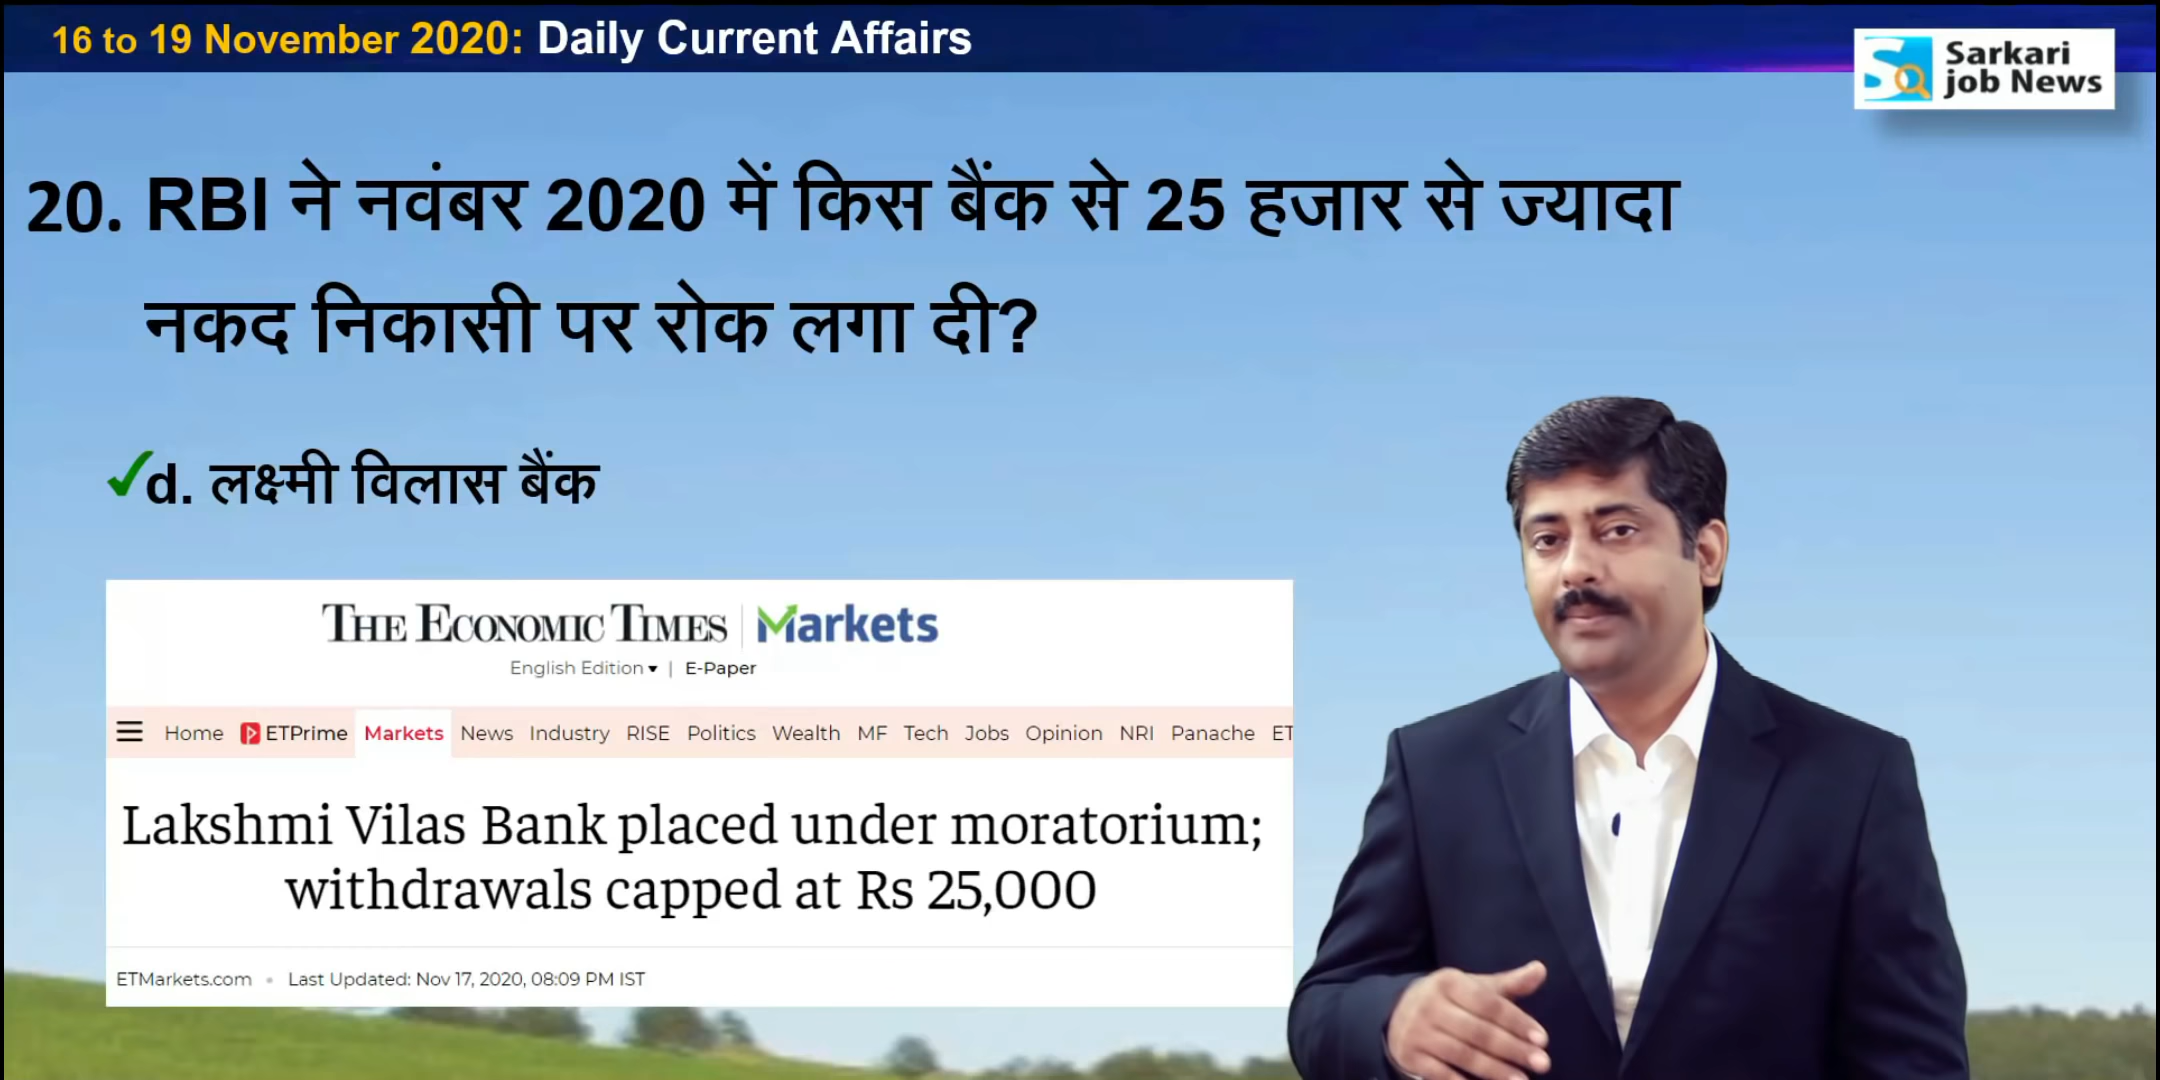 16 to 19 November 2020: Daily Current Affairs
Sarkari
job News
20. RBI ने नवंबर 2020 में किस बैंक से 25 हजार से ज्यादा
नकद निकासी पर रोक लगा दी?
✓d. लक्ष्मी विलास बैंक
THE ECONOMIC TIMES | Markets
English Edition ▾ | E-Paper
☰ Home ETPrime Markets News Industry RISE Politics Wealth MF Tech Jobs Opinion NRI Panache ET
Lakshmi Vilas Bank placed under moratorium;
withdrawals capped at Rs 25,000
ETMarkets.com • Last Updated: Nov 17, 2020, 08:09 PM IST